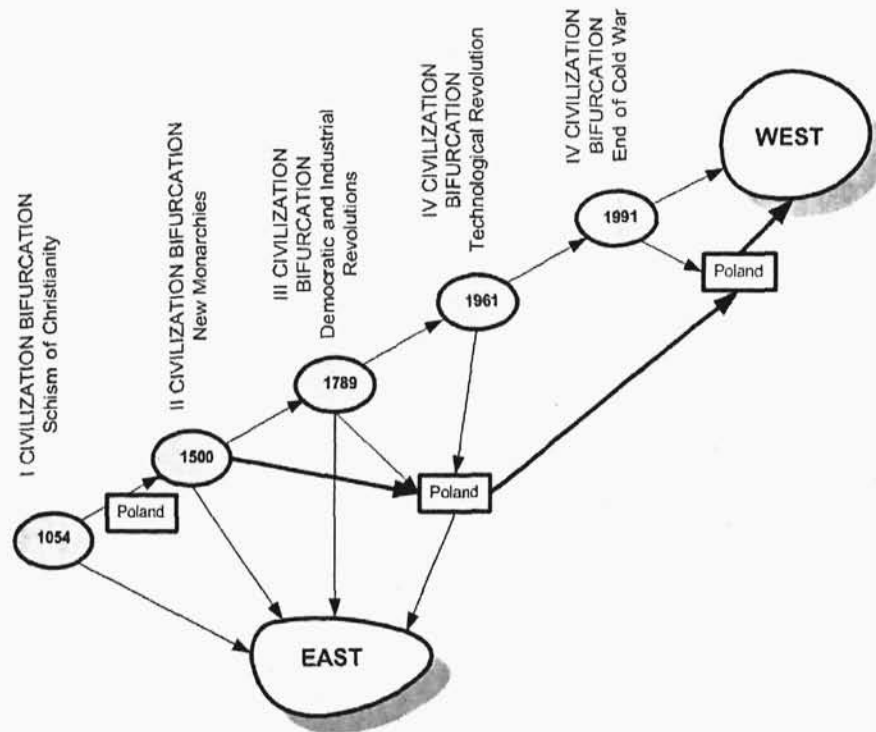 I CIVILIZATION BIFURCATION
Schism of Christianity
II CIVILIZATION BIFURCATION
New Monarchies
III CIVILIZATION
BIFURCATION
Democratic and Industrial
Revolutions
IV CIVILIZATION
BIFURCATION
Technological Revolution
IV CIVILIZATION
BIFURCATION
End of Cold War
WEST
1991
Poland
1961
1789
1500
Poland
Poland
1054
EAST